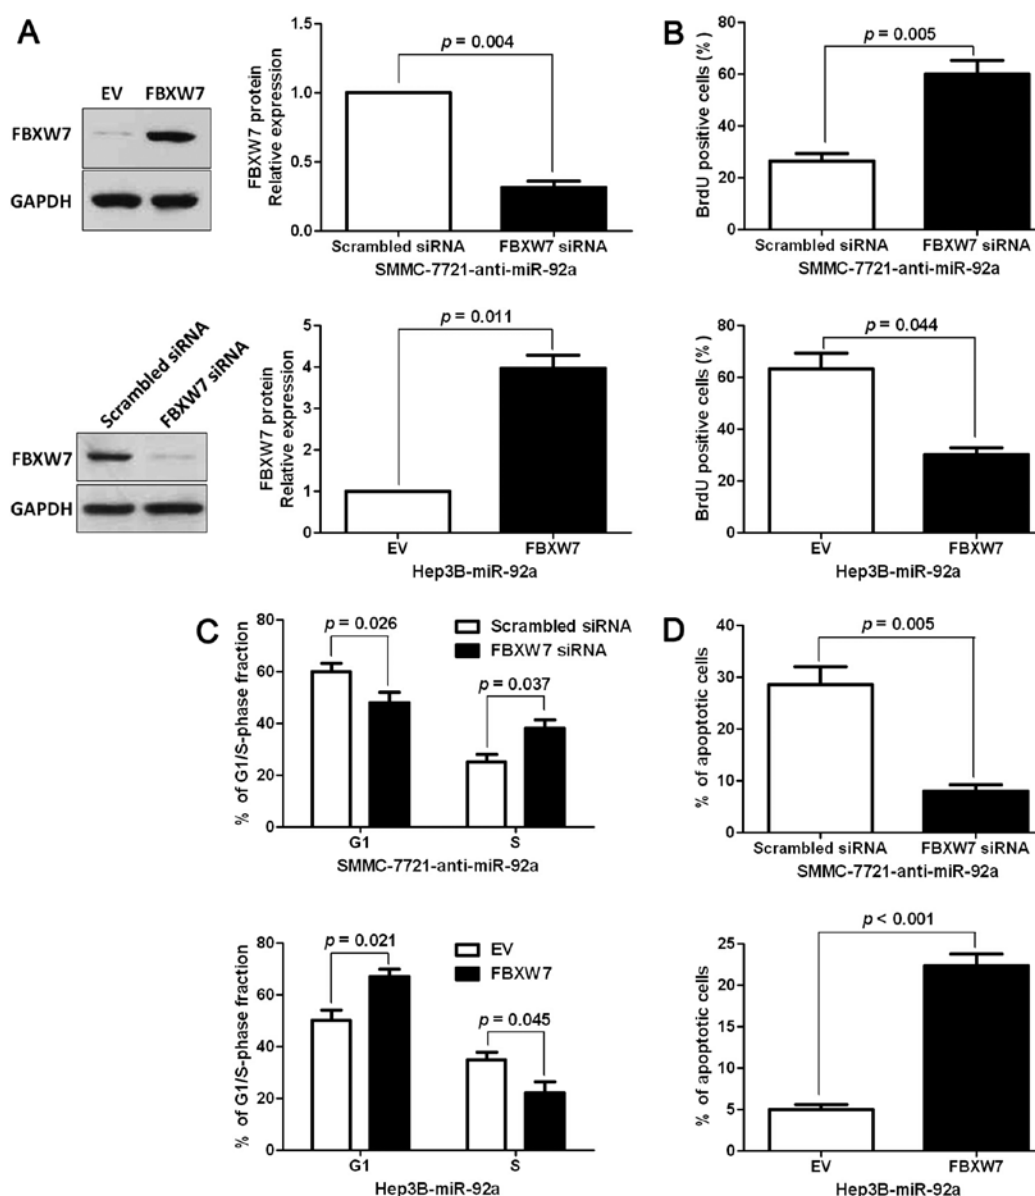 A
EV FBXW7
FBXW7
GAPDH
FBXW7 protein
Relative expression
1.5
1.0
0.5
0.0
p = 0.004
Scrambled siRNA FBXW7 siRNA
SMMC-7721-anti-miR-92a
B
BrdU positive cells (%)
80
60
40
20
0
p = 0.005
Scrambled siRNA FBXW7 siRNA
SMMC-7721-anti-miR-92a
Scrambled siRNA
FBXW7 siRNA
FBXW7
GAPDH
FBXW7 protein
Relative expression
5
4
3
2
1
0
p = 0.011
EV FBXW7
Hep3B-miR-92a
BrdU positive cells (%)
80
60
40
20
0
p = 0.044
EV FBXW7
Hep3B-miR-92a
C
% of G1/S-phase fraction
80
60
40
20
0
p = 0.026
p = 0.037
Scrambled siRNA
FBXW7 siRNA
G1 S
SMMC-7721-anti-miR-92a
D
% of apoptotic cells
40
30
20
10
0
p = 0.005
Scrambled siRNA FBXW7 siRNA
SMMC-7721-anti-miR-92a
% of G1/S-phase fraction
80
60
40
20
0
p = 0.021
p = 0.045
EV
FBXW7
G1 S
Hep3B-miR-92a
% of apoptotic cells
25
20
15
10
5
0
p < 0.001
EV FBXW7
Hep3B-miR-92a